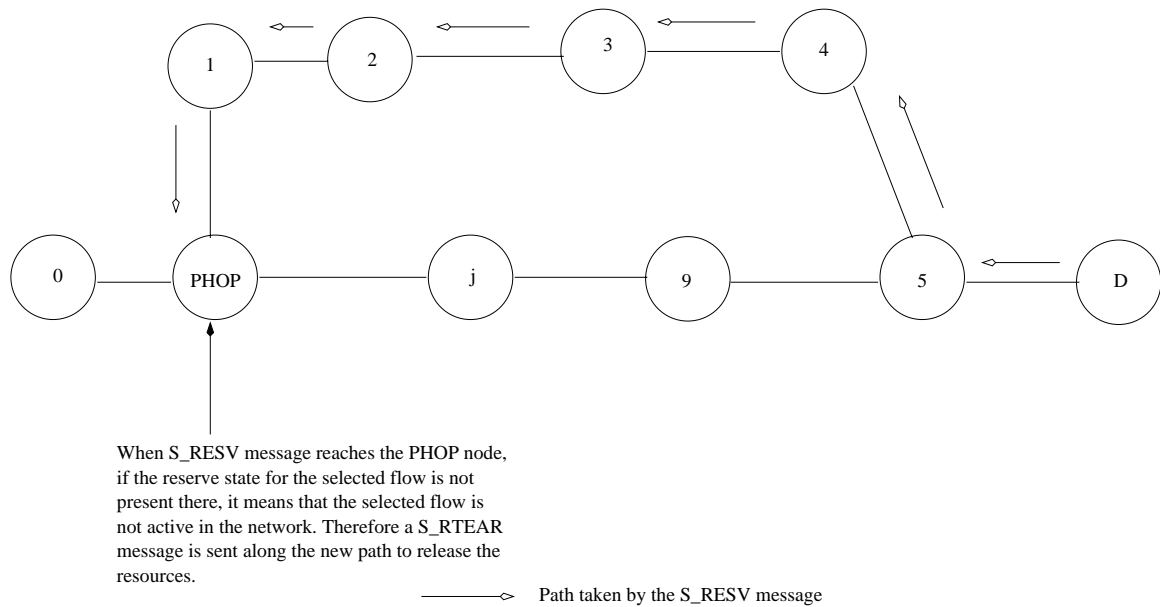 1
2
3
4
0
PHOP
j
9
5
D
When S_RESV message reaches the PHOP node,
if the reserve state for the selected flow is not
present there, it means that the selected flow is
not active in the network. Therefore a S_RTEAR
message is sent along the new path to release the
resources.
Path taken by the S_RESV message